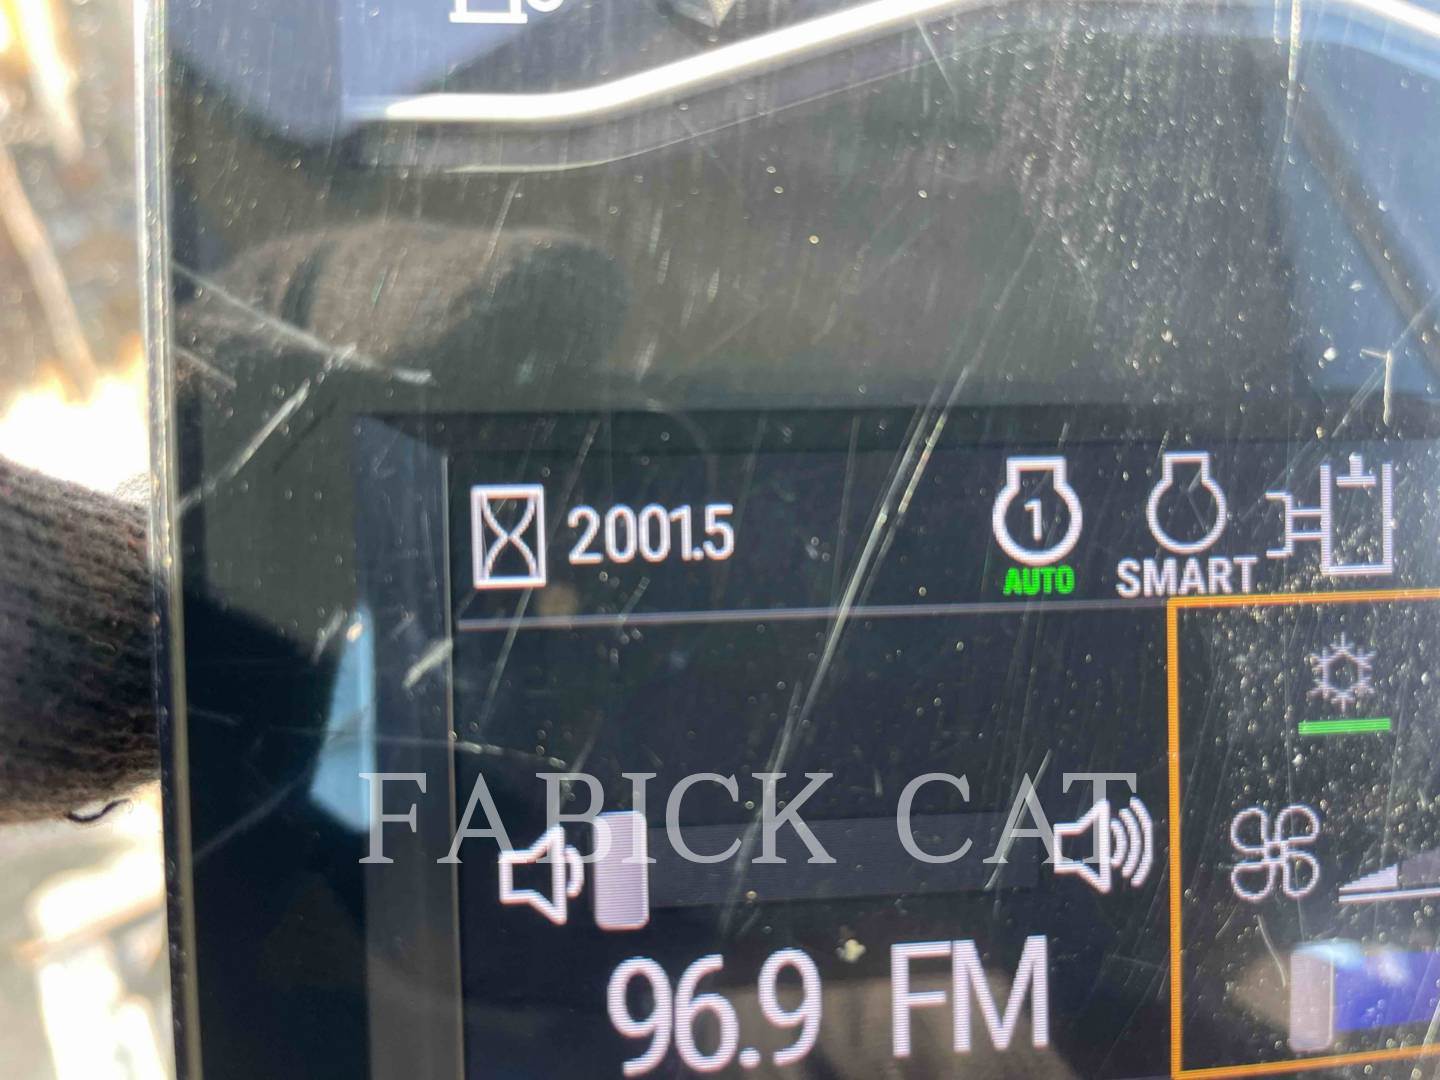 2001.5
1
AUTO
SMART
FABICK CAT
96.9 FM